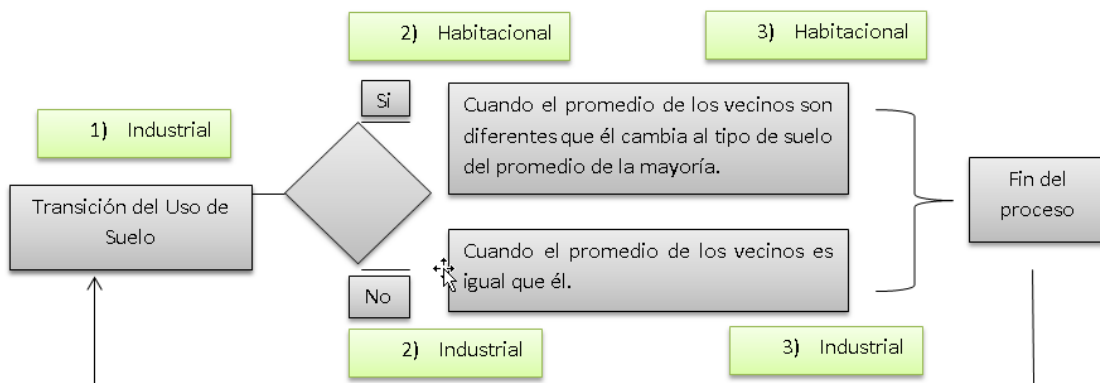 2) Habitacional
3) Habitacional
Si
Cuando el promedio de los vecinos son
diferentes que él cambia al tipo de suelo
del promedio de la mayoría.
1) Industrial
Transición del Uso de
Suelo
Fin del
proceso
Cuando el promedio de los vecinos es
igual que él.
No
2) Industrial
3) Industrial